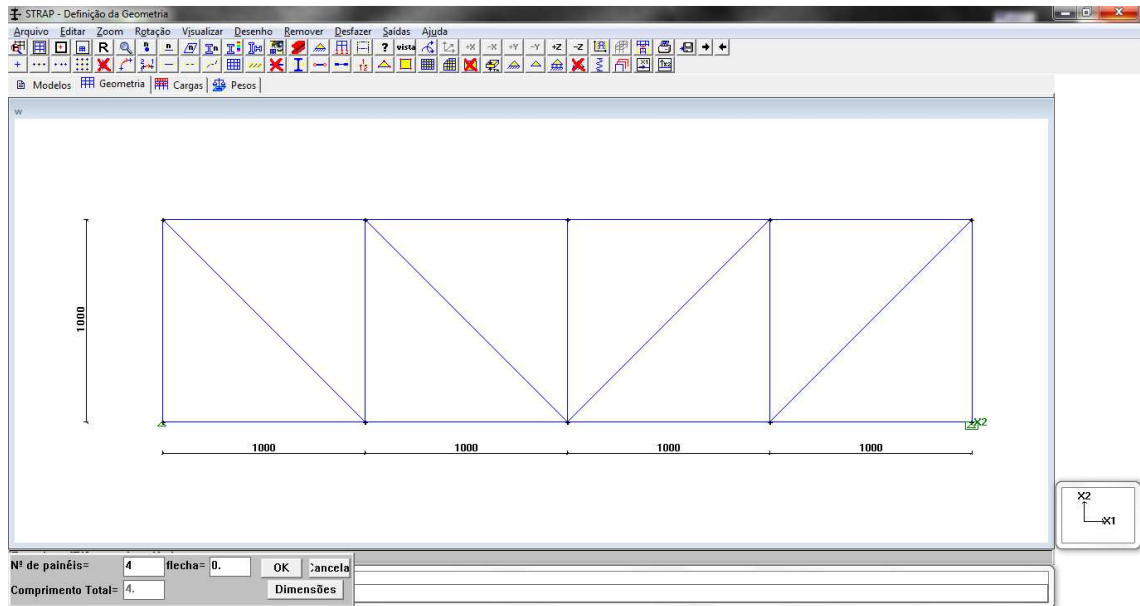 STRAP - Definição da Geometria
Arquivo Editar Zoom Rotação Visualizar Desenho Remover Desfazer Saídas Ajuda
R ? vista +X -X +Y -Y +Z -Z
Modelos Geometria Cargas Pesos
w
1000
X2
1000 1000 1000 1000
X2
X1
Nº de painéis= 4 flecha= 0. OK Cancela
Comprimento Total= 4. Dimensões